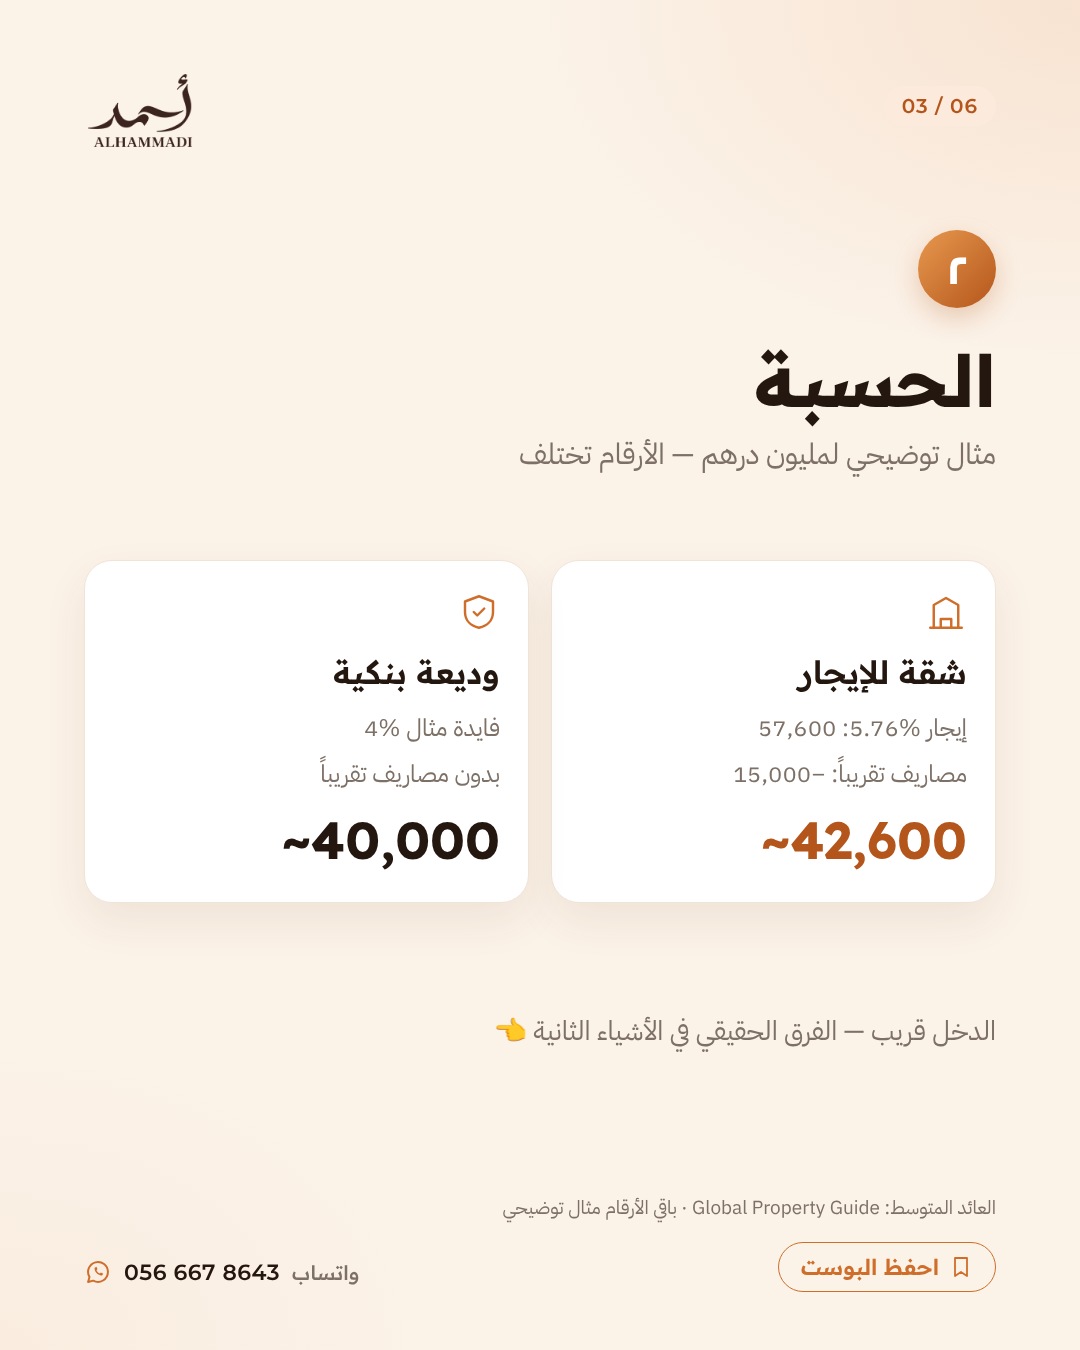 أحمد
ALHAMMADI
03 / 06
٢
الحسبة
مثال توضيحي لمليون درهم — الأرقام تختلف
شقة للإيجار
إيجار 5.76%: 57,600
مصاريف تقريباً: −15,000
~42,600
وديعة بنكية
فايدة مثال 4%
بدون مصاريف تقريباً
~40,000
الدخل قريب — الفرق الحقيقي في الأشياء الثانية 👈
العائد المتوسط: Global Property Guide · باقي الأرقام مثال توضيحي
احفظ البوست
واتساب 056 667 8643